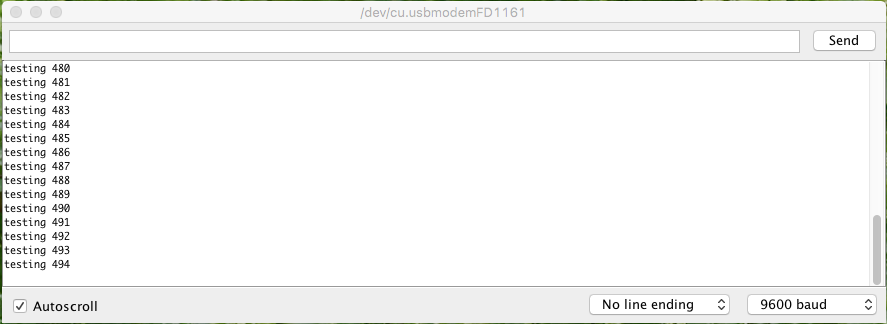 /dev/cu.usbmodemFD1161
Send
testing 480
testing 481
testing 482
testing 483
testing 484
testing 485
testing 486
testing 487
testing 488
testing 489
testing 490
testing 491
testing 492
testing 493
testing 494
Autoscroll
No line ending
9600 baud